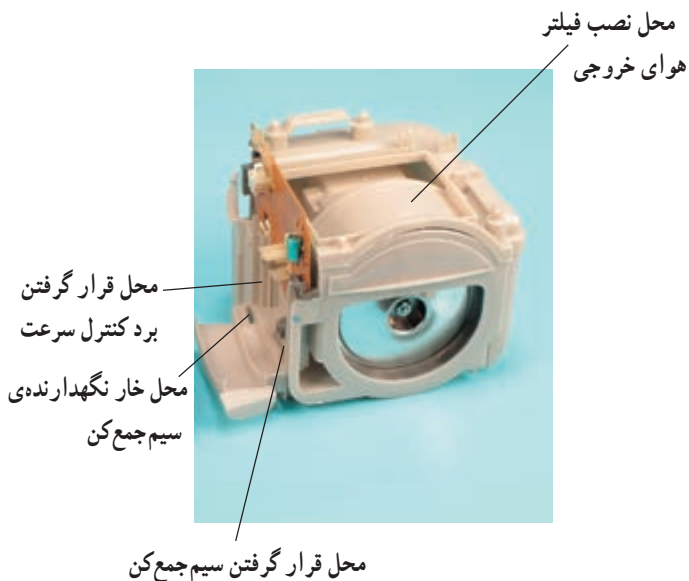 محل نصب فیلتر
هوای خروجی
محل قرار گرفتن
برد کنترل سرعت
محل خار نگهدارنده‌ی
سیم‌جمع‌کن
محل قرار گرفتن سیم‌جمع‌کن